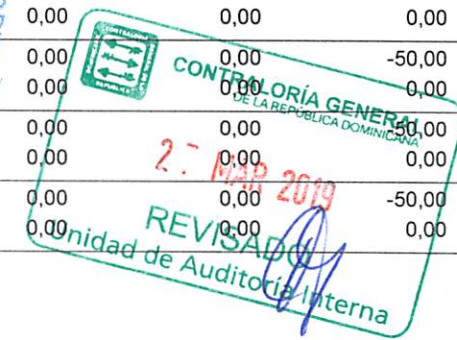 0,00 0,00 0,00
0,00 0,00 -50,00
0,00 0,00 0,00
0,00 0,00 -50,00
0,00 0,00 0,00
0,00 0,00 -50,00
0,00 0,00 0,00
CONTRALORÍA GENERAL
DE LA REPÚBLICA DOMINICANA
MAR 2019
REVISADO
Unidad de Auditoría Interna